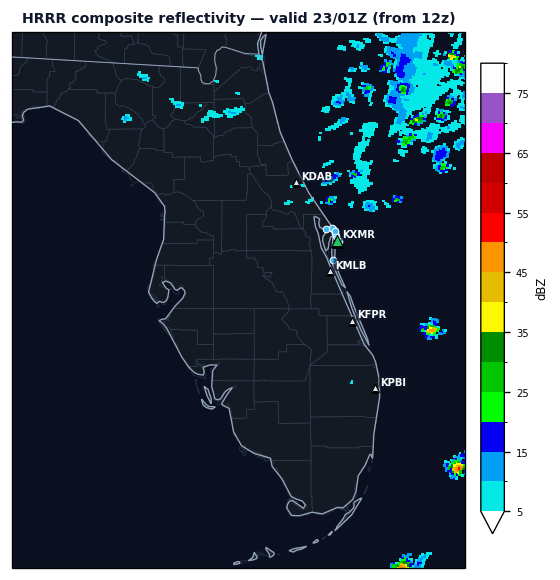 HRRR composite reflectivity — valid 23/01Z (from 12z)
KDAB
KXMR
KMLB
KFPR
KPBI
75
65
55
45
35
25
15
5
dBZ